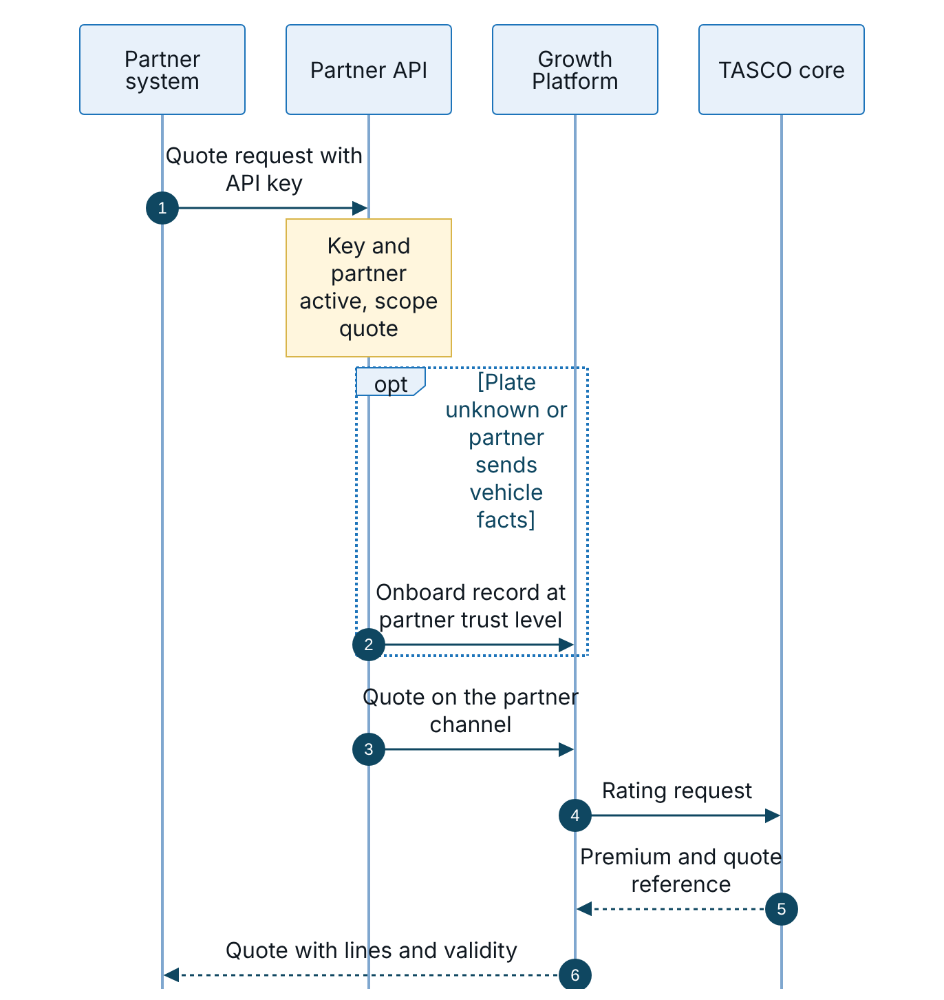 Partner
system
Partner API
Growth
Platform
TASCO core
Quote request with
API key
1
Key and
partner
active, scope
quote
opt
[Plate
unknown or
partner
sends
vehicle
facts]
Onboard record at
partner trust level
2
Quote on the partner
channel
3
Rating request
4
Premium and quote
reference
5
Quote with lines and validity
6